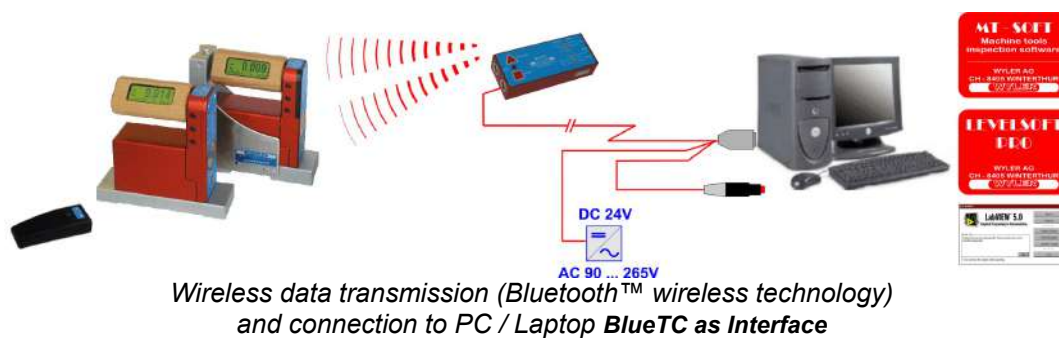 MT - SOFT
Machine tools
inspection software
WYLER AG
CH - 8405 WINTERTHUR
WYLER
LEVELSOFT
PRO
WYLER AG
CH - 8405 WINTERTHUR
WYLER
LabVIEW 5.0
DC 24V
AC 90 ... 265V
Wireless data transmission (Bluetooth™ wireless technology)
and connection to PC / Laptop BlueTC as Interface